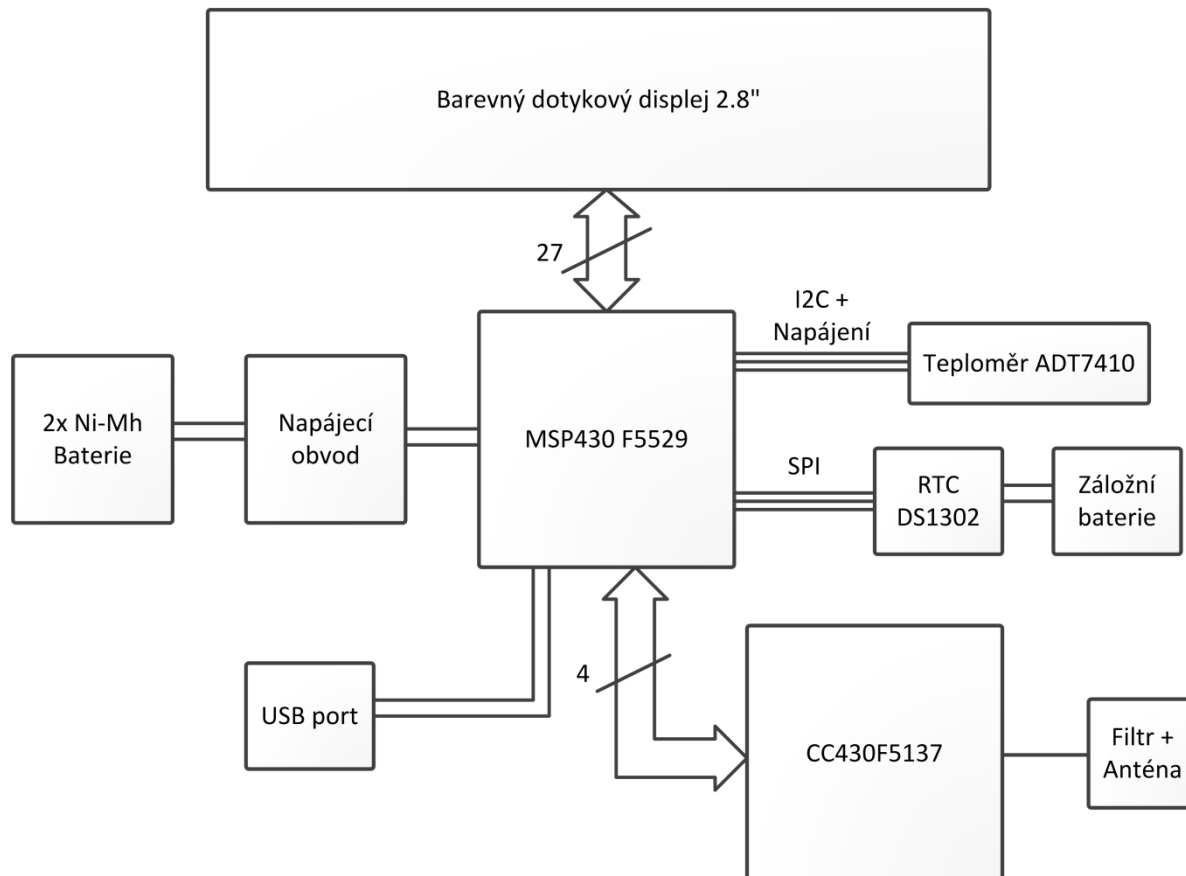 Barevný dotykový displej 2.8"
27
I2C +
Napájení
Teploměr ADT7410
2x Ni-Mh
Baterie
Napájecí
obvod
MSP430 F5529
SPI
RTC
DS1302
Záložní
baterie
4
USB port
CC430F5137
Filtr +
Anténa